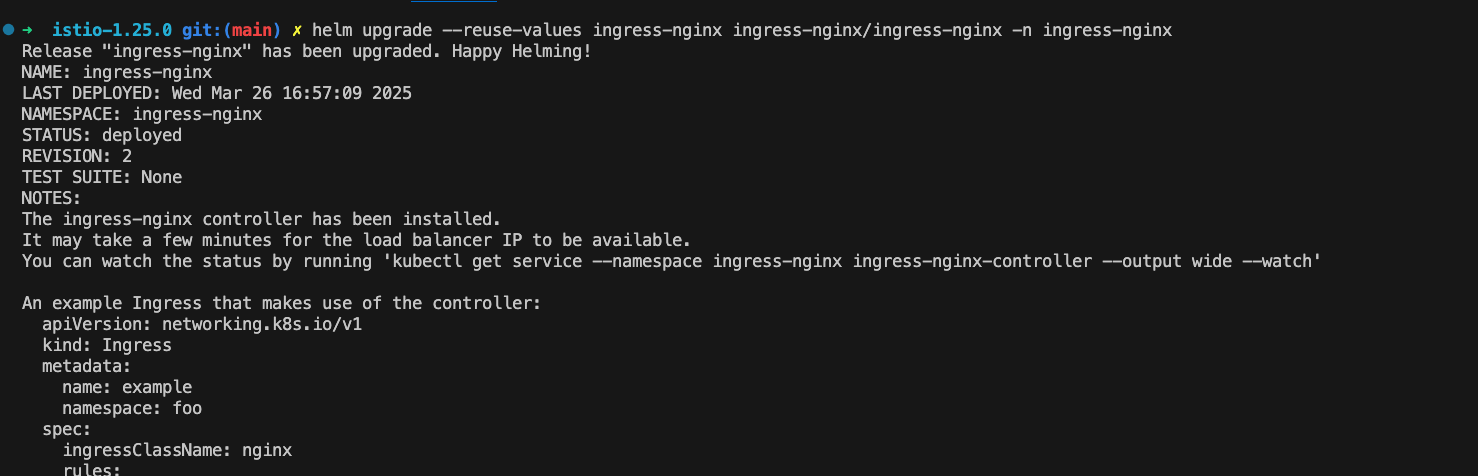 ➜ istio-1.25.0 git:(main) ✗ helm upgrade --reuse-values ingress-nginx ingress-nginx/ingress-nginx -n ingress-nginx
Release "ingress-nginx" has been upgraded. Happy Helming!
NAME: ingress-nginx
LAST DEPLOYED: Wed Mar 26 16:57:09 2025
NAMESPACE: ingress-nginx
STATUS: deployed
REVISION: 2
TEST SUITE: None
NOTES:
The ingress-nginx controller has been installed.
It may take a few minutes for the load balancer IP to be available.
You can watch the status by running 'kubectl get service --namespace ingress-nginx ingress-nginx-controller --output wide --watch'

An example Ingress that makes use of the controller:
  apiVersion: networking.k8s.io/v1
  kind: Ingress
  metadata:
    name: example
    namespace: foo
  spec:
    ingressClassName: nginx
    rules: